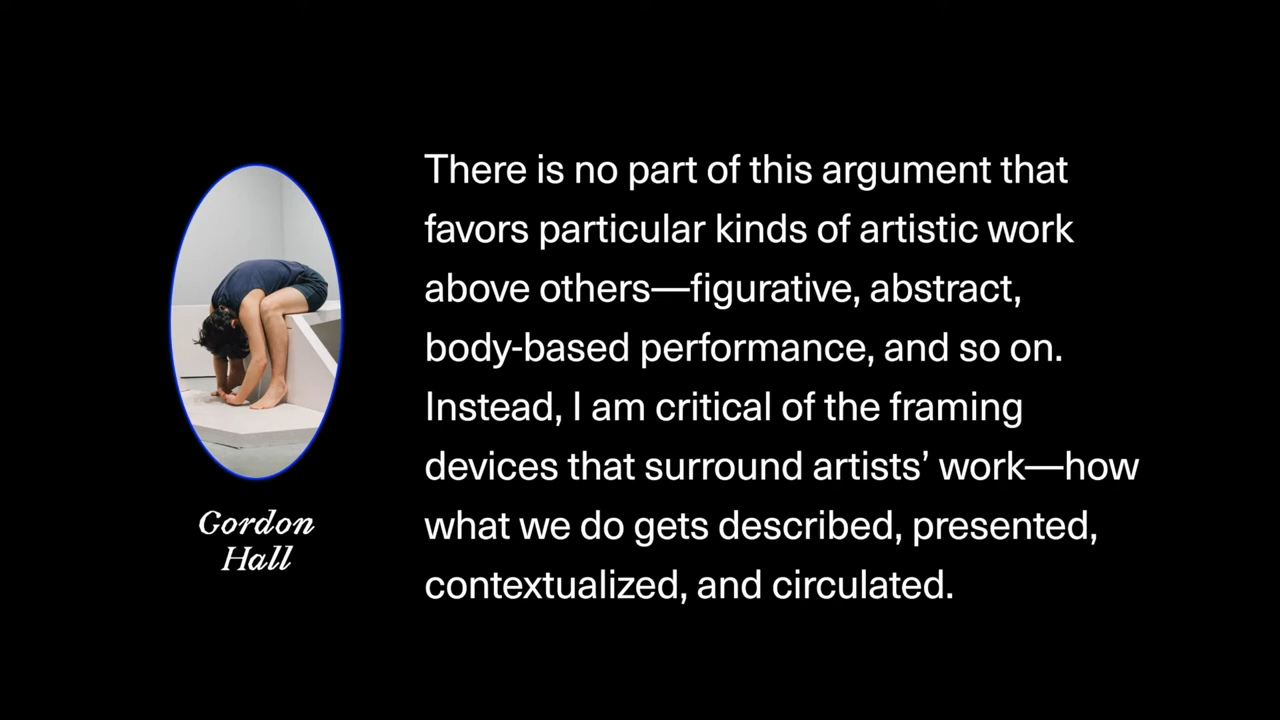 There is no part of this argument that
favors particular kinds of artistic work
above others—figurative, abstract,
body-based performance, and so on.
Instead, I am critical of the framing
devices that surround artists’ work—how
what we do gets described, presented,
contextualized, and circulated.
Gordon
Hall